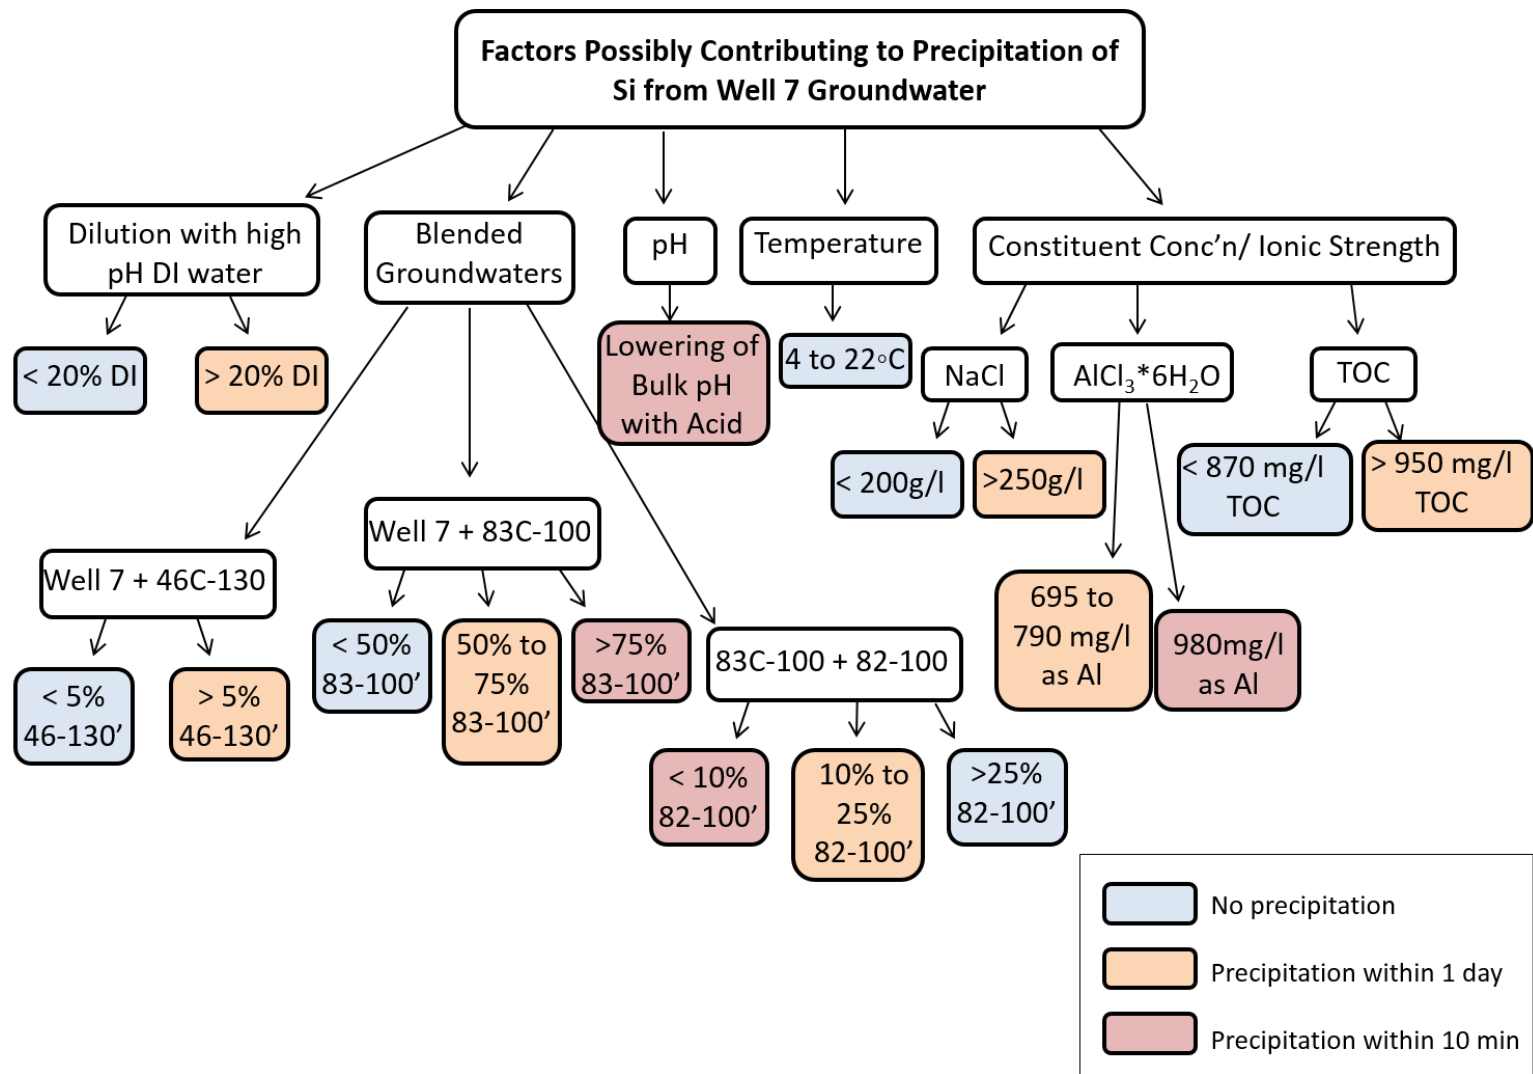 Factors Possibly Contributing to Precipitation of
Si from Well 7 Groundwater
Dilution with high
pH DI water
Blended
Groundwaters
pH
Temperature
Constituent Conc’n/ Ionic Strength
< 20% DI
> 20% DI
Lowering of
Bulk pH
with Acid
4 to 22◦C
NaCl
AlCl₃*6H₂O
TOC
< 200g/l
>250g/l
< 870 mg/l
TOC
> 950 mg/l
TOC
Well 7 + 46C-130
Well 7 + 83C-100
83C-100 + 82-100
695 to
790 mg/l
as Al
980mg/l
as Al
< 5%
46-130’
> 5%
46-130’
< 50%
83-100’
50% to
75%
83-100’
>75%
83-100’
< 10%
82-100’
10% to
25%
82-100’
>25%
82-100’
No precipitation
Precipitation within 1 day
Precipitation within 10 min